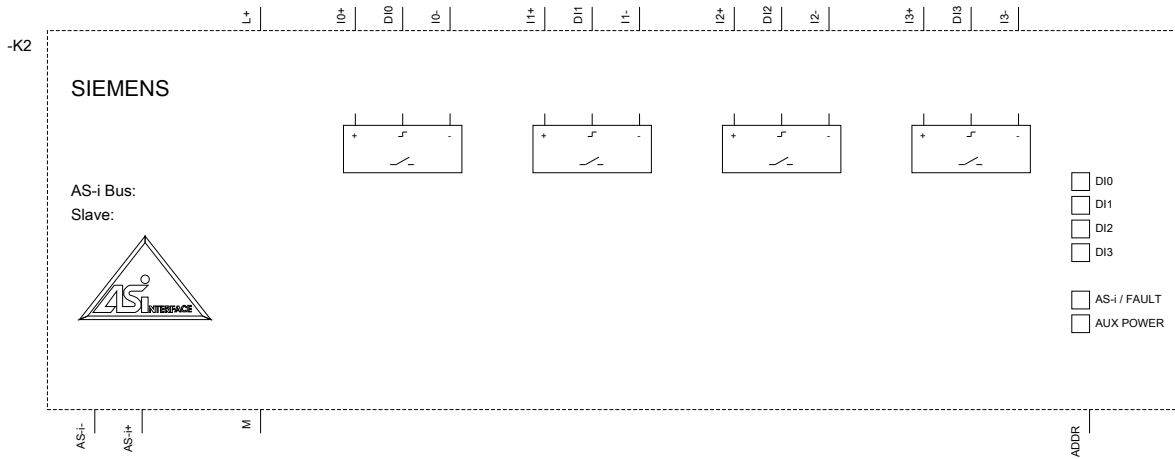 L+ I0+ DI0 I0- I1+ DI1 I1- I2+ DI2 I2- I3+ DI3 I3-
-K2
SIEMENS
+ - + - + - + -
AS-i Bus:
Slave:
DI0
DI1
DI2
DI3
ASi INTERFACE
AS-i / FAULT
AUX POWER
AS-i- AS-i+ M ADDR